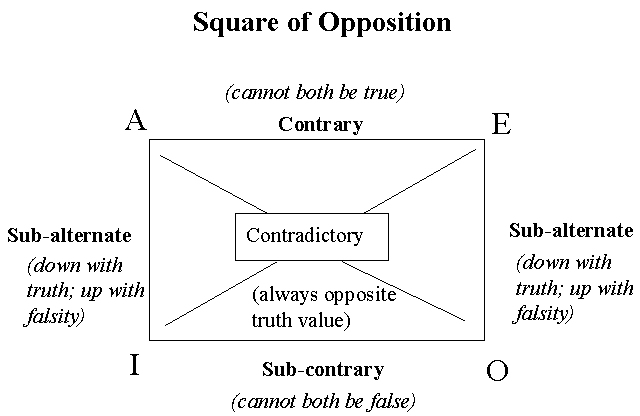 Square of Opposition
(cannot both be true)
A
Contrary
E
Sub-alternate
(down with
truth; up with
falsity)
Contradictory
(always opposite
truth value)
Sub-alternate
(down with
truth; up with
falsity)
I
Sub-contrary
O
(cannot both be false)